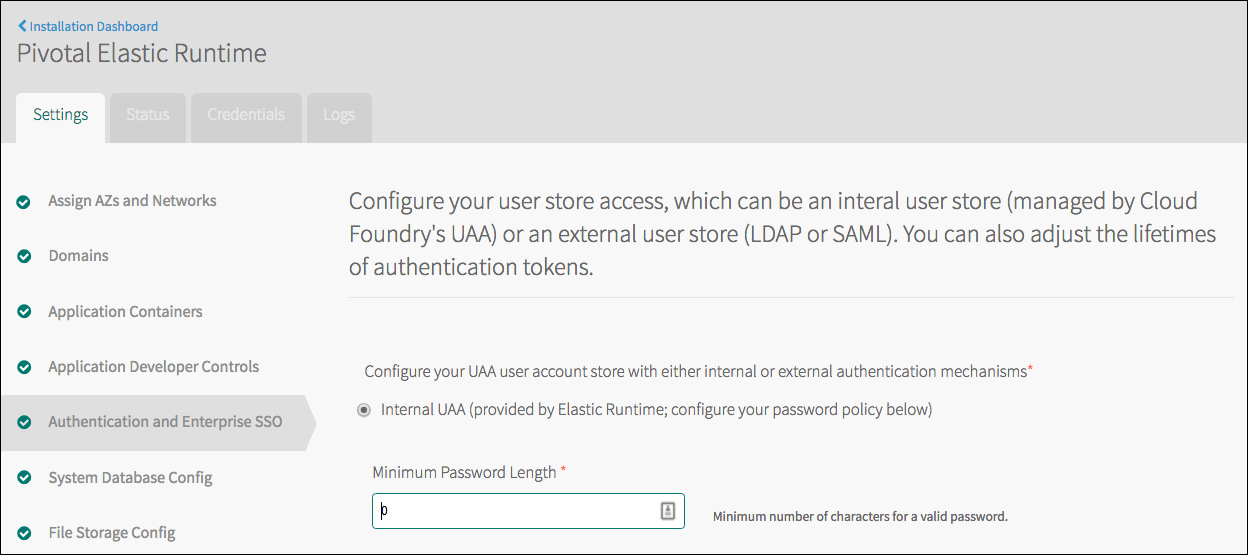 Installation Dashboard
Pivotal Elastic Runtime
Settings
Status
Credentials
Logs
Assign AZs and Networks
Domains
Application Containers
Application Developer Controls
Authentication and Enterprise SSO
System Database Config
File Storage Config
Configure your user store access, which can be an interal user store (managed by Cloud
Foundry's UAA) or an external user store (LDAP or SAML). You can also adjust the lifetimes
of authentication tokens.
Configure your UAA user account store with either internal or external authentication mechanisms*
Internal UAA (provided by Elastic Runtime; configure your password policy below)
Minimum Password Length *
0
Minimum number of characters for a valid password.